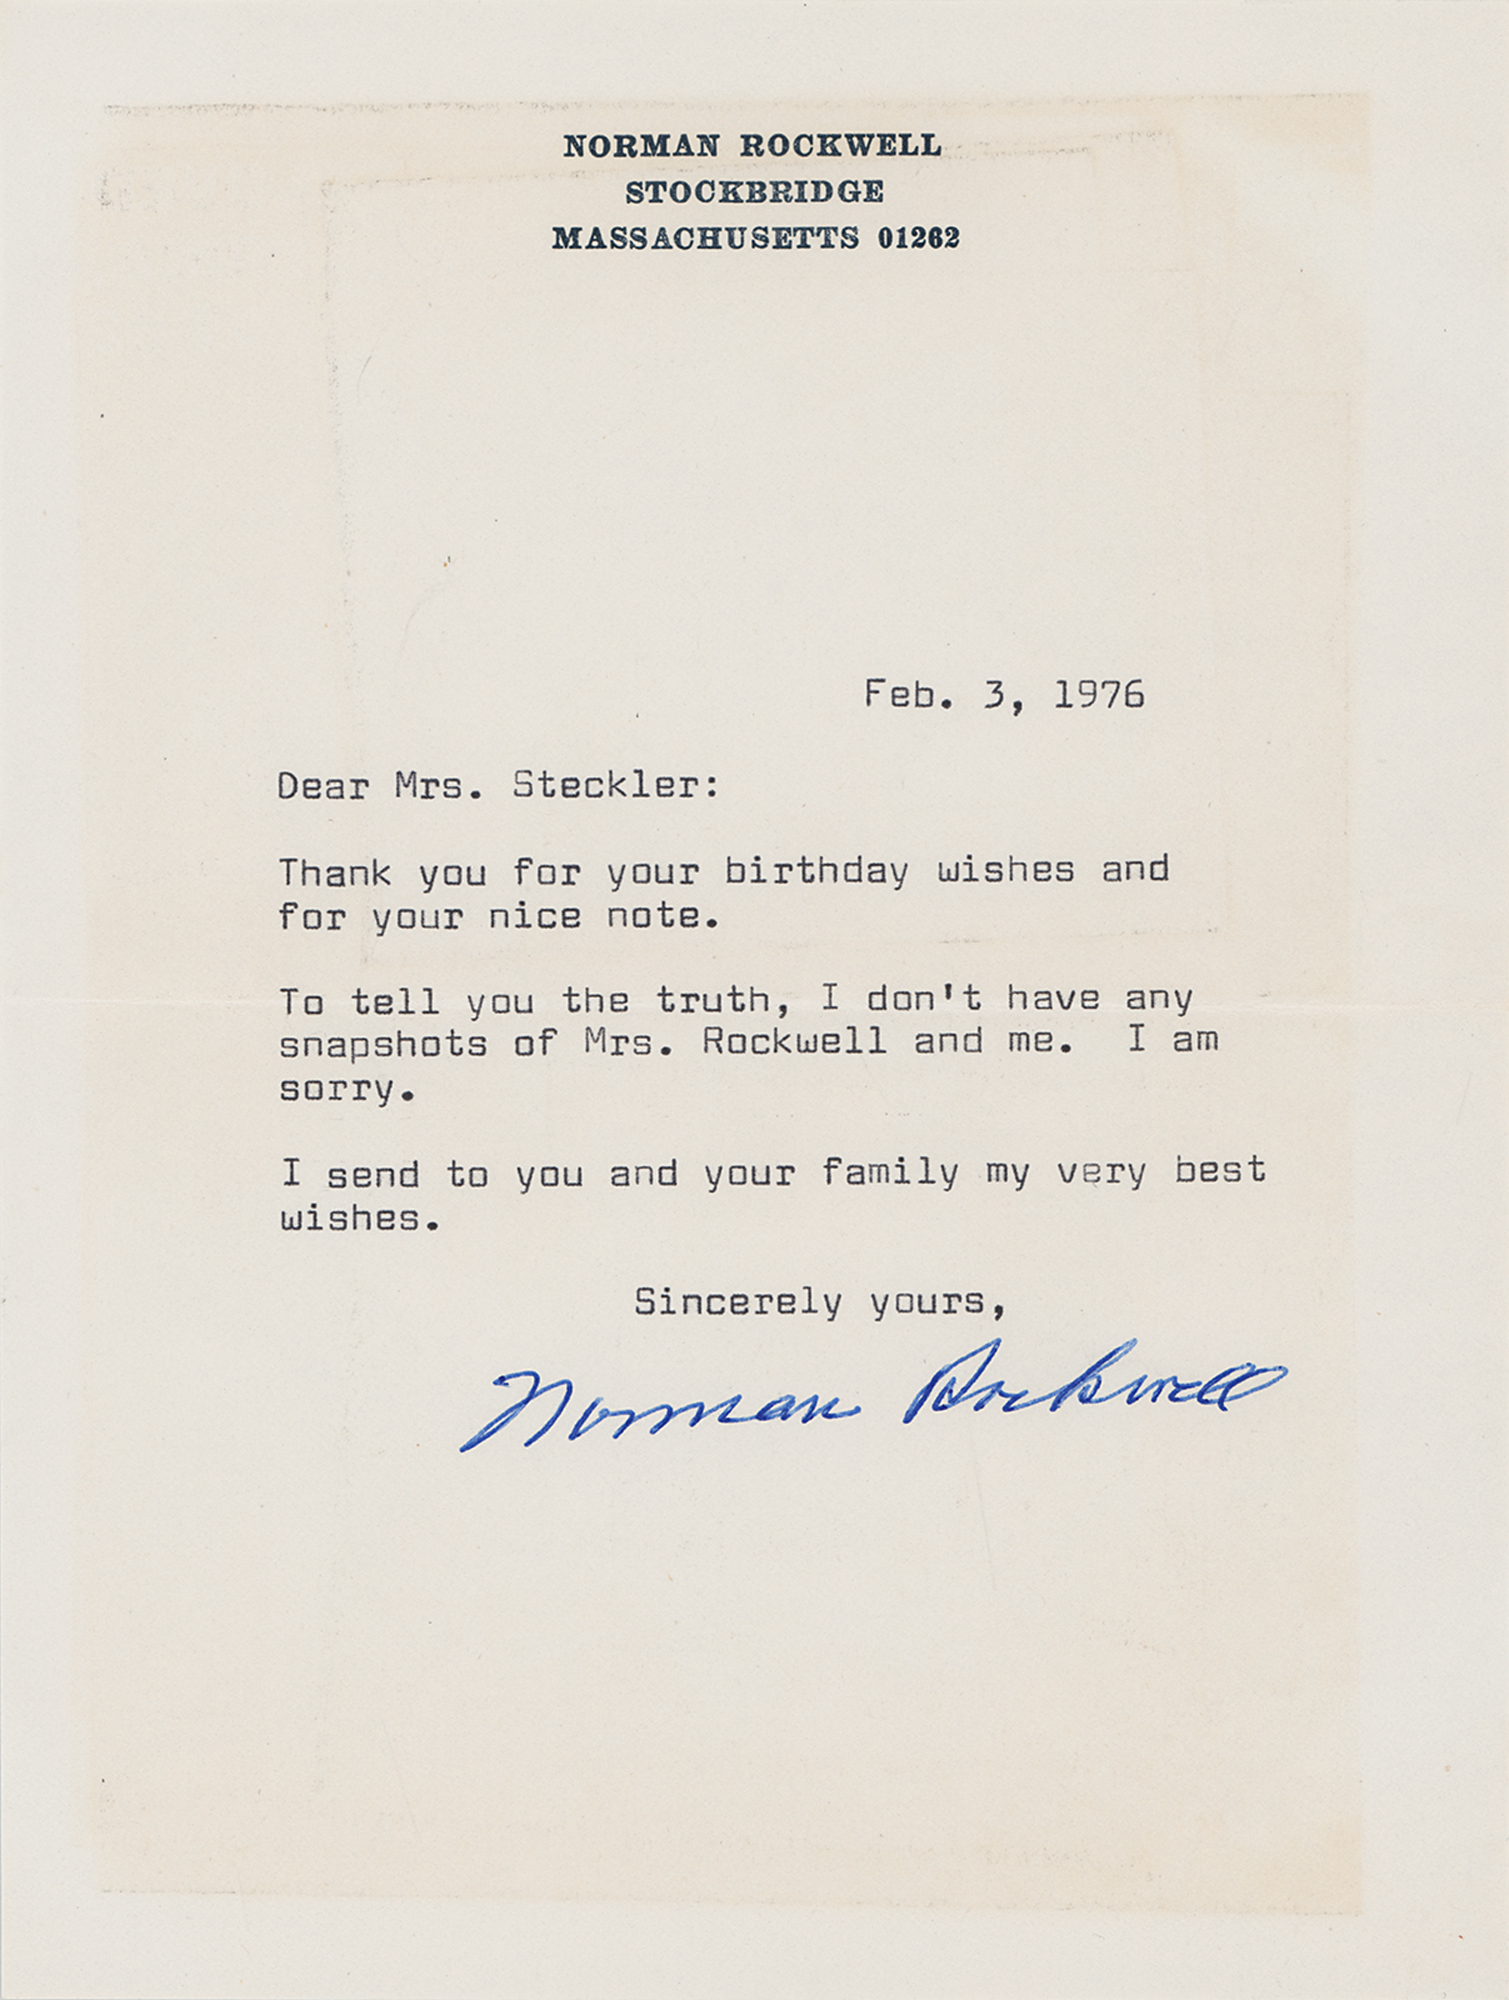 NORMAN ROCKWELL
STOCKBRIDGE
MASSACHUSETTS 01262
Feb. 3, 1976
Dear Mrs. Steckler:
Thank you for your birthday wishes and
for your nice note.
To tell you the truth, I don't have any
snapshots of Mrs. Rockwell and me. I am
sorry.
I send to you and your family my very best
wishes.
Sincerely yours,
Norman Rockwell